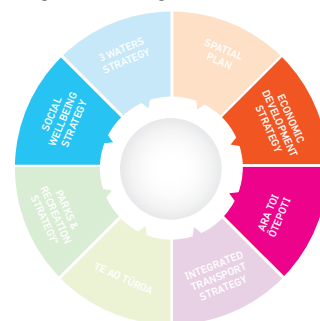 3 WATERS
STRATEGY
SPATIAL
PLAN
ECONOMIC
DEVELOPMENT
STRATEGY
ARA TOI
ŌTEPOTI
INTEGRATED
TRANSPORT
STRATEGY
TE AO TŪROA
PARKS &
RECREATION
STRATEGY*
SOCIAL
WELLBEING
STRATEGY